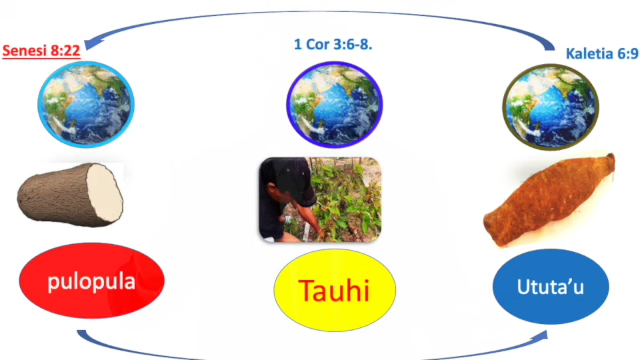 Senesi 8:22
1 Cor 3:6-8.
Kaletia 6:9
pulopula
Tauhi
Ututa’u